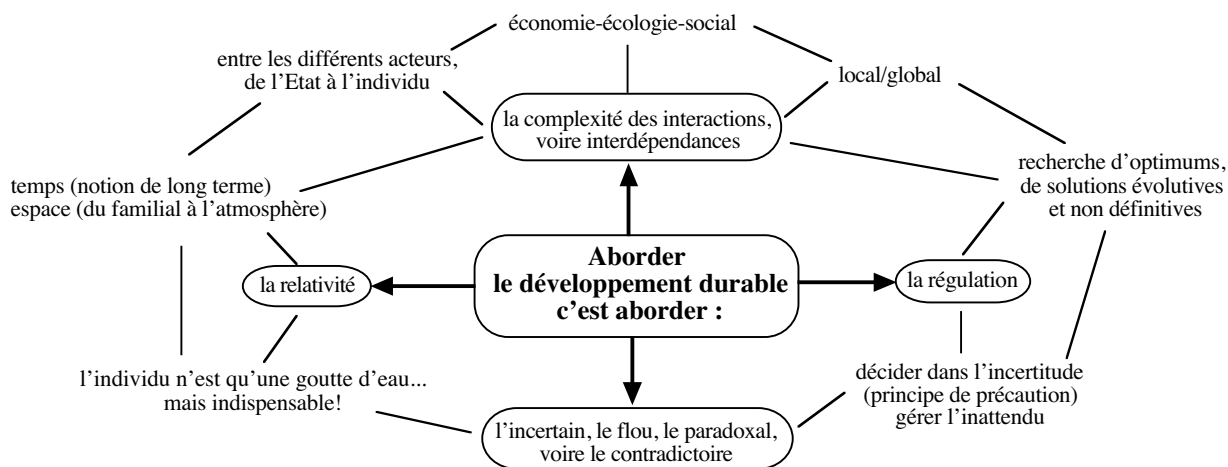 économie-écologie-social
entre les différents acteurs,
de l'Etat à l'individu
local/global
la complexité des interactions,
voire interdépendances
temps (notion de long terme)
espace (du familial à l'atmosphère)
recherche d'optimums,
de solutions évolutives
et non définitives
Aborder
le développement durable
c'est aborder :
la relativité
la régulation
l'individu n'est qu'une goutte d'eau...
mais indispensable!
décider dans l'incertitude
(principe de précaution)
gérer l'inattendu
l'incertain, le flou, le paradoxal,
voire le contradictoire